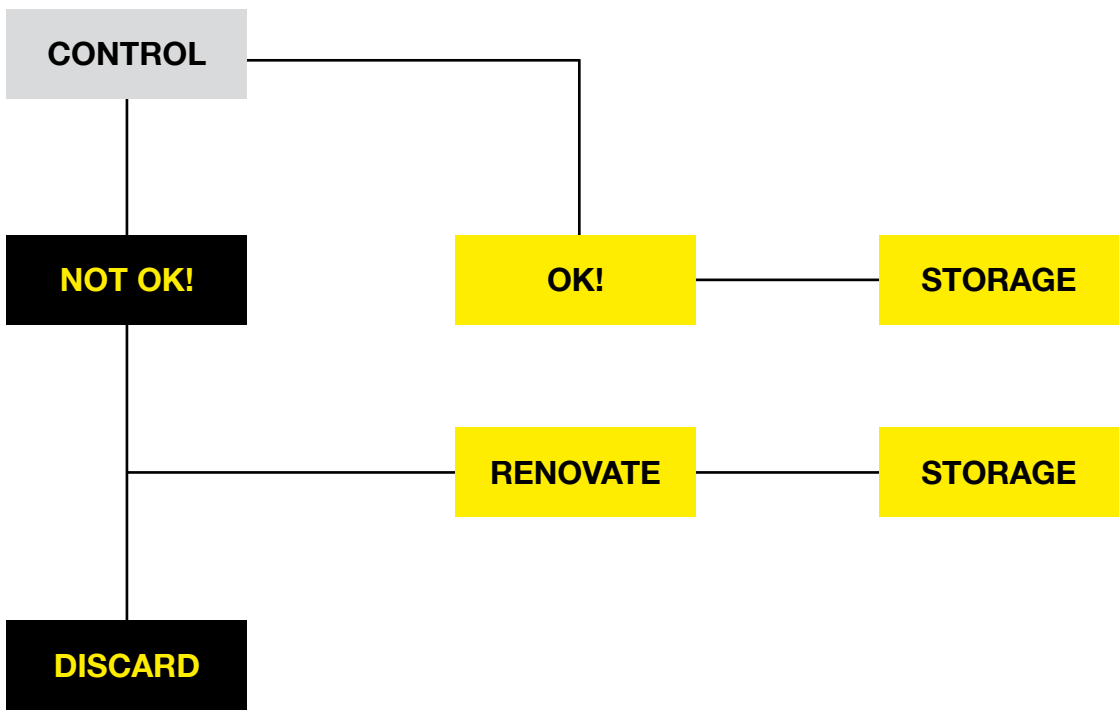 CONTROL
NOT OK!
OK!
STORAGE
RENOVATE
STORAGE
DISCARD